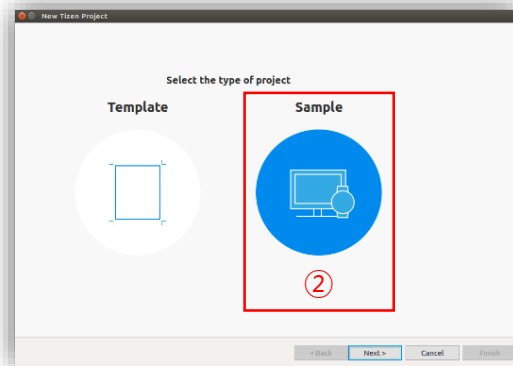 New Tizen Project
Select the type of project
Template
Sample
②
< Back
Next >
Cancel
Finish